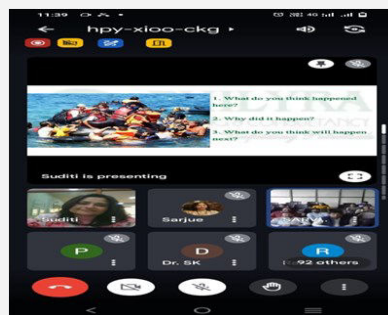 11:39
4G
hpy-xioo-ckg
1. What do you think happened
here?
2. Why did it happen?
3. What do you think will happen
next?
Suditi is presenting
Suditi
Sarjue
P
D
Dr. SK
R
92 others